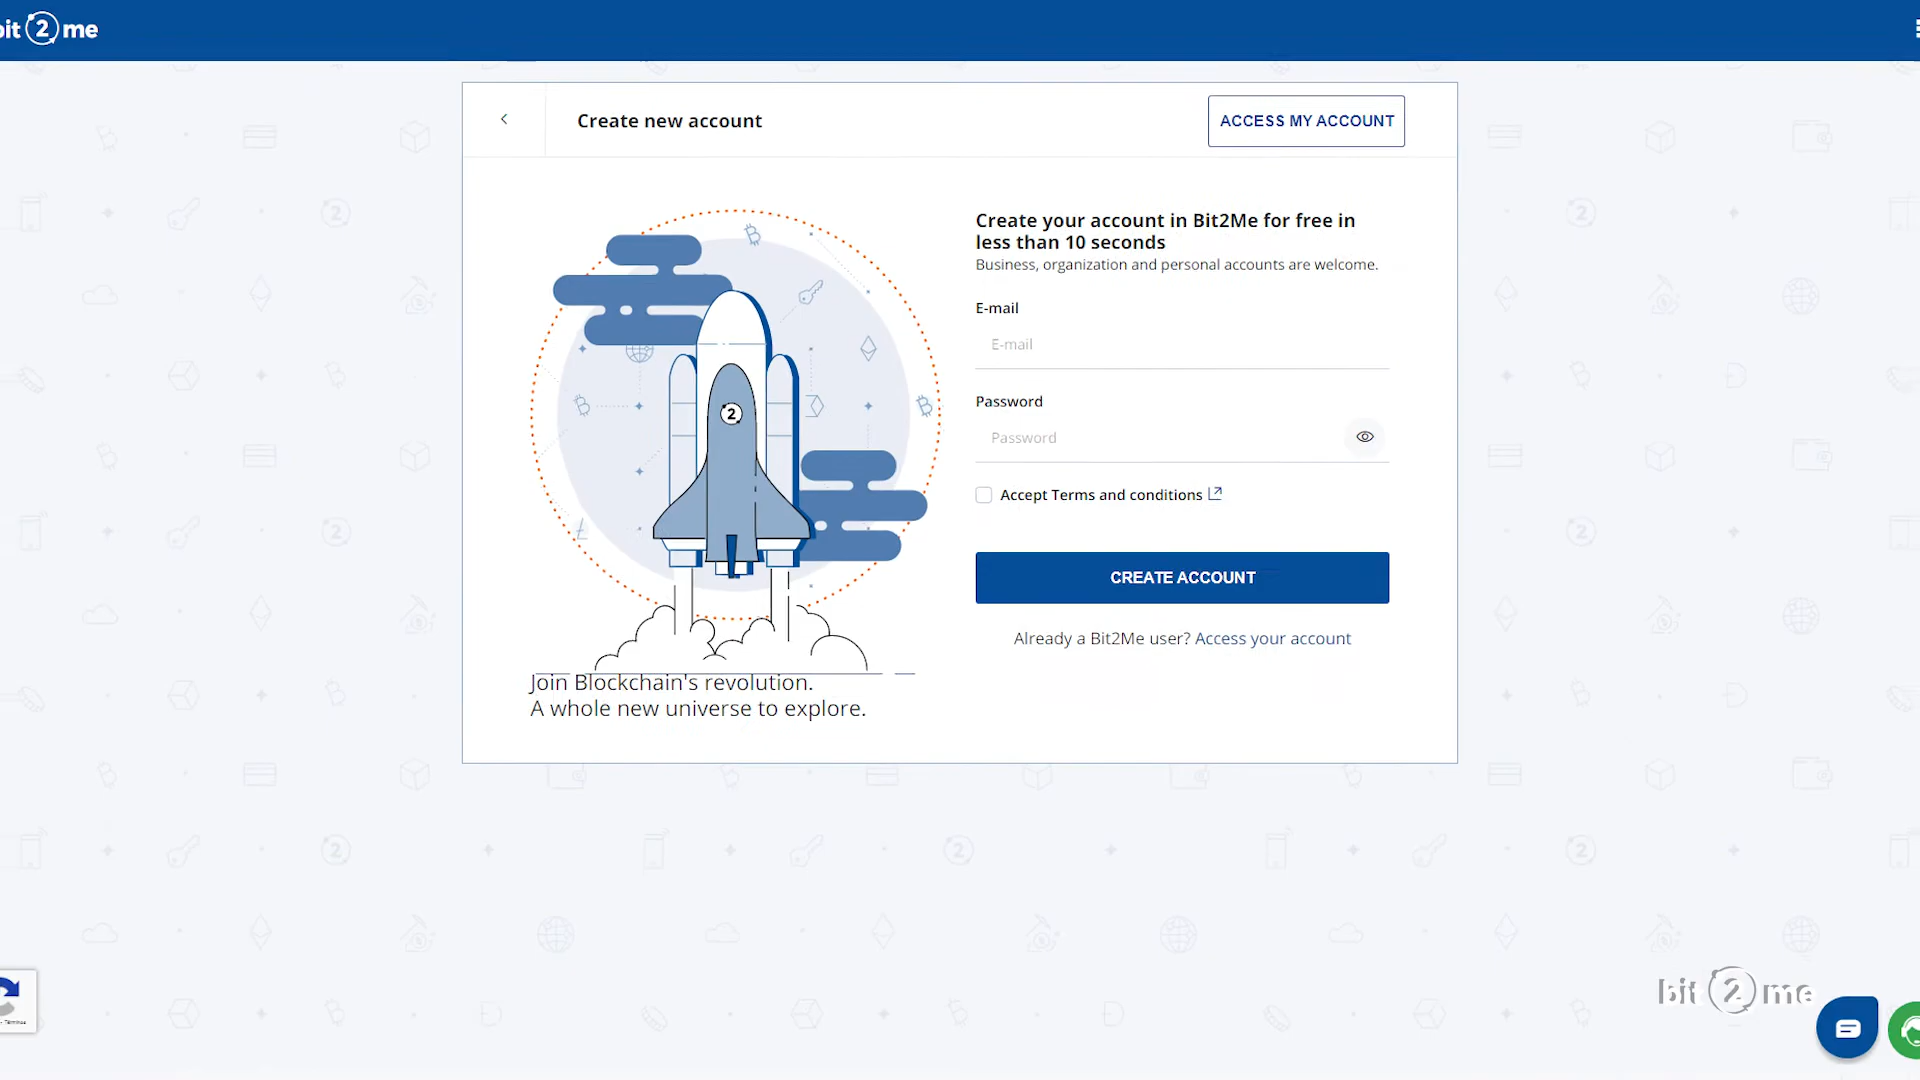 bit 2 me
Create new account
ACCESS MY ACCOUNT
Create your account in Bit2Me for free in
less than 10 seconds
Business, organization and personal accounts are welcome.
E-mail
E-mail
Password
Password
Accept Terms and conditions
CREATE ACCOUNT
Already a Bit2Me user? Access your account
2
Join Blockchain's revolution.
A whole new universe to explore.
bit 2 me